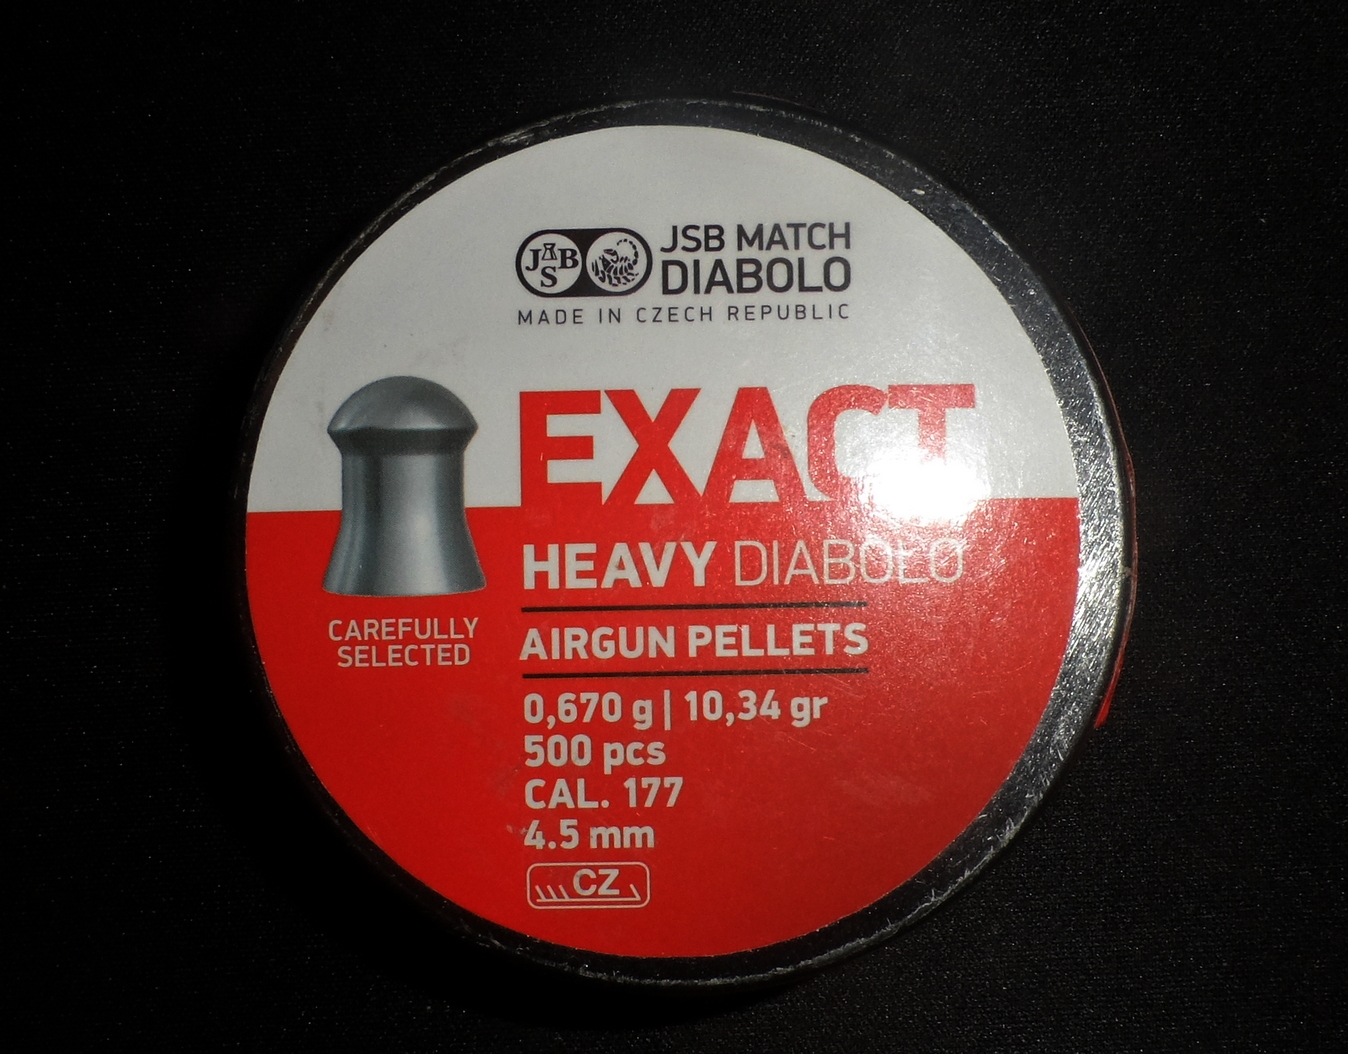 JSB
JSB MATCH
DIABOLO
MADE IN CZECH REPUBLIC
EXACT
HEAVY DIABOLO
CAREFULLY
SELECTED
AIRGUN PELLETS
0,670 g | 10,34 gr
500 pcs
CAL. 177
4.5 mm
CZ